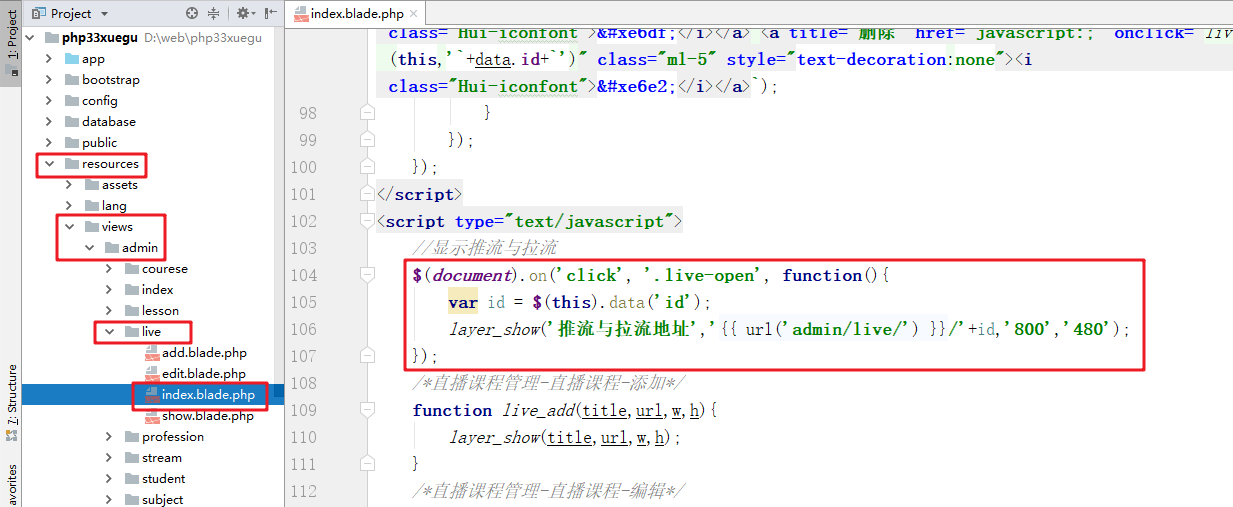 Project
index.blade.php
1: Project
7: Structure
avorites
php33xuegu D:\web\php33xuegu
app
bootstrap
config
database
public
resources
assets
lang
views
admin
courese
index
lesson
live
add.blade.php
edit.blade.php
index.blade.php
show.blade.php
profession
stream
student
subject
class="Hui-iconfont">&#xe6df;</i></a> <a title="删除" href="javascript:;" onclick="
(this,'`+data.id+`')" class="ml-5" style="text-decoration:none"><i
class="Hui-iconfont">&#xe6e2;</i></a>`);
98 }
99 });
100 });
101 </script>
102 <script type="text/javascript">
103 //显示推流与拉流
104 $(document).on('click', '.live-open', function(){
105 var id = $(this).data('id');
106 layer_show('推流与拉流地址','{{ url('admin/live/') }}/'+id,'800','480');
107 });
108 /*直播课程管理-直播课程-添加*/
109 function live_add(title,url,w,h){
110 layer_show(title,url,w,h);
111 }
112 /*直播课程管理-直播课程-编辑*/